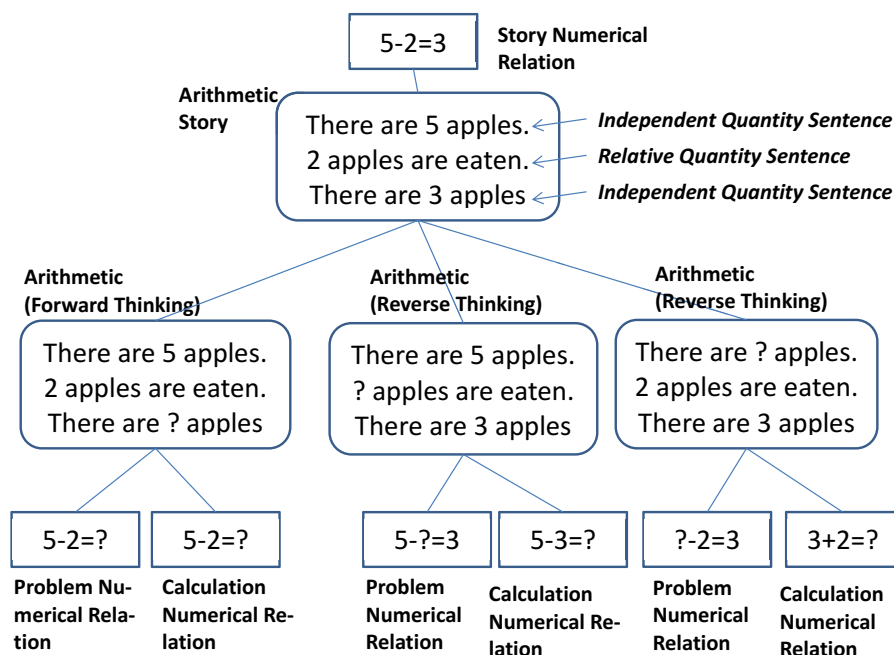 5-2=3
Story Numerical
Relation
Arithmetic
Story
There are 5 apples.
2 apples are eaten.
There are 3 apples
Independent Quantity Sentence
Relative Quantity Sentence
Independent Quantity Sentence
Arithmetic
(Forward Thinking)
There are 5 apples.
2 apples are eaten.
There are ? apples
Arithmetic
(Reverse Thinking)
There are 5 apples.
? apples are eaten.
There are 3 apples
Arithmetic
(Reverse Thinking)
There are ? apples.
2 apples are eaten.
There are 3 apples
5-2=?
Problem Nu-
merical Rela-
tion
5-2=?
Calculation
Numerical Re-
lation
5-?=3
Problem
Numerical
Relation
5-3=?
Calculation
Numerical Re-
lation
?-2=3
Problem
Numerical
Relation
3+2=?
Calculation
Numerical
Relation